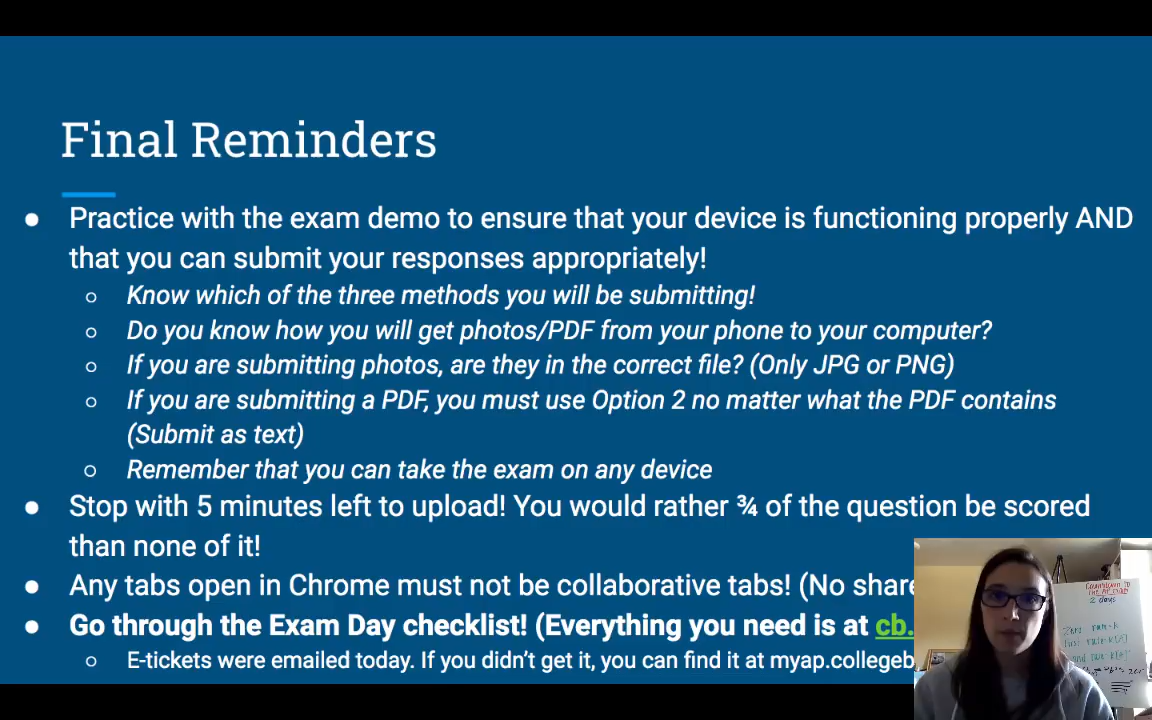 Final Reminders
● Practice with the exam demo to ensure that your device is functioning properly AND
that you can submit your responses appropriately!
○ Know which of the three methods you will be submitting!
○ Do you know how you will get photos/PDF from your phone to your computer?
○ If you are submitting photos, are they in the correct file? (Only JPG or PNG)
○ If you are submitting a PDF, you must use Option 2 no matter what the PDF contains
(Submit as text)
○ Remember that you can take the exam on any device
● Stop with 5 minutes left to upload! You would rather ¾ of the question be scored
than none of it!
● Any tabs open in Chrome must not be collaborative tabs! (No share
● Go through the Exam Day checklist! (Everything you need is at cb.
○ E-tickets were emailed today. If you didn't get it, you can find it at myap.collegeb
Countdown to
2 days
Zero